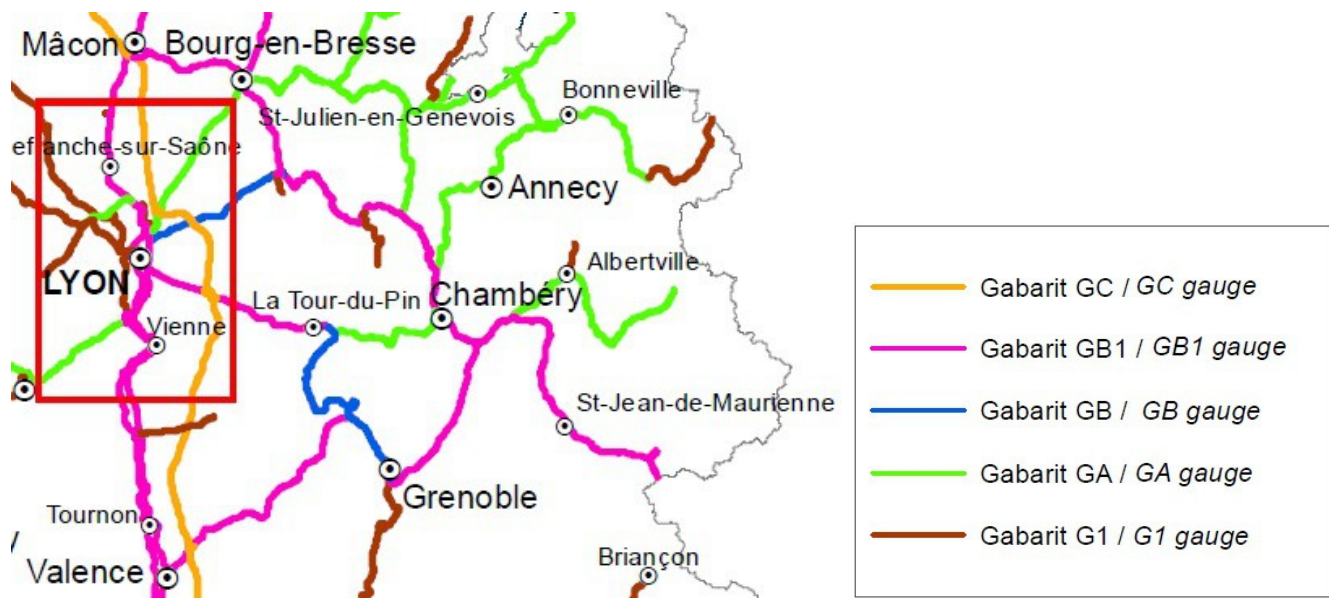 Mâcon
Bourg-en-Bresse
Bonneville
St-Julien-en-Genevois
efranche-sur-Saône
Annecy
LYON
Albertville
La Tour-du-Pin
Chambéry
Vienne
St-Jean-de-Maurienne
Grenoble
Tournon
Briançon
Valence
Gabarit GC / GC gauge
Gabarit GB1 / GB1 gauge
Gabarit GB / GB gauge
Gabarit GA / GA gauge
Gabarit G1 / G1 gauge